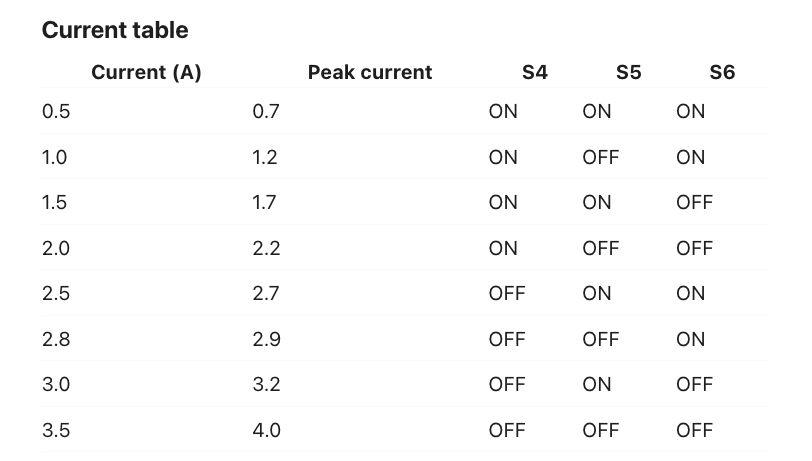 Current table
Current (A) Peak current S4 S5 S6
0.5 0.7 ON ON ON
1.0 1.2 ON OFF ON
1.5 1.7 ON ON OFF
2.0 2.2 ON OFF OFF
2.5 2.7 OFF ON ON
2.8 2.9 OFF OFF ON
3.0 3.2 OFF ON OFF
3.5 4.0 OFF OFF OFF